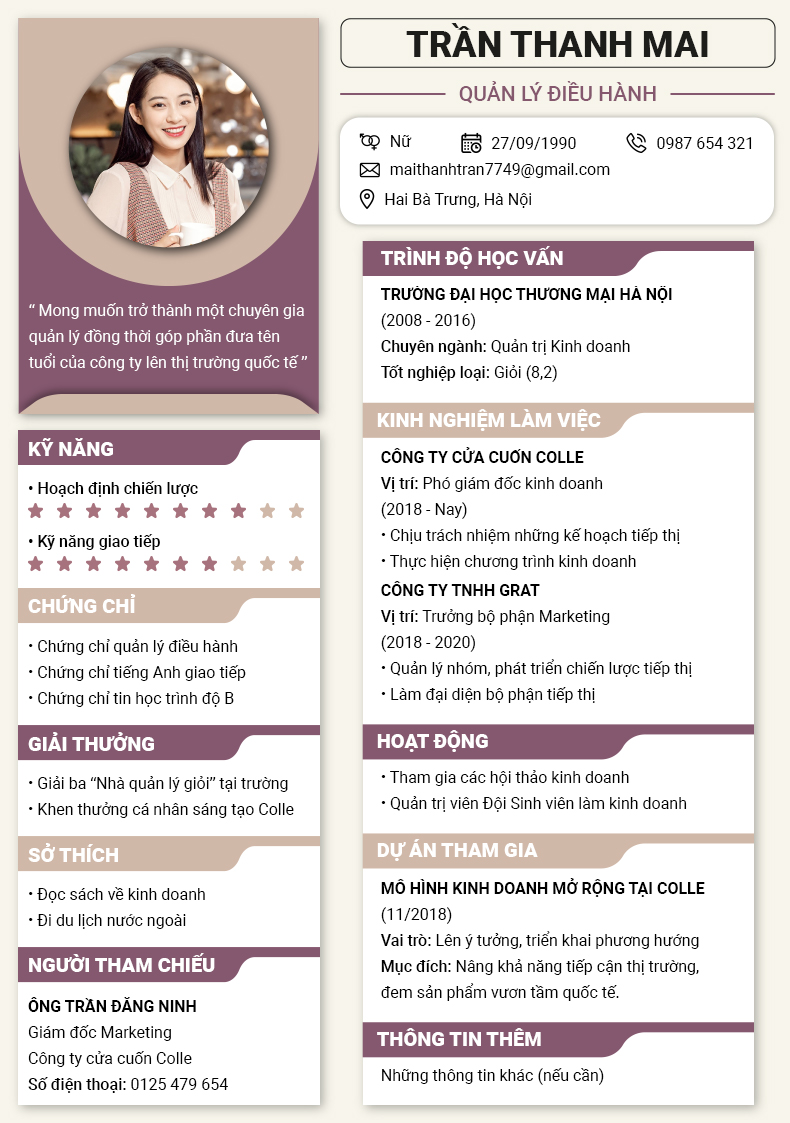 TRẦN THANH MAI
QUẢN LÝ ĐIỀU HÀNH
Nữ
27/09/1990
0987 654 321
maithanhtran7749@gmail.com
Hai Bà Trưng, Hà Nội
“ Mong muốn trở thành một chuyên gia
quản lý đồng thời góp phần đưa tên
tuổi của công ty lên thị trường quốc tế ”
KỸ NĂNG
• Hoạch định chiến lược
• Kỹ năng giao tiếp
CHỨNG CHỈ
• Chứng chỉ quản lý điều hành
• Chứng chỉ tiếng Anh giao tiếp
• Chứng chỉ tin học trình độ B
GIẢI THƯỞNG
• Giải ba “Nhà quản lý giỏi” tại trường
• Khen thưởng cá nhân sáng tạo Colle
SỞ THÍCH
• Đọc sách về kinh doanh
• Đi du lịch nước ngoài
NGƯỜI THAM CHIẾU
ÔNG TRẦN ĐĂNG NINH
Giám đốc Marketing
Công ty cửa cuốn Colle
Số điện thoại: 0125 479 654
TRÌNH ĐỘ HỌC VẤN
TRƯỜNG ĐẠI HỌC THƯƠNG MẠI HÀ NỘI
(2008 - 2016)
Chuyên ngành: Quản trị Kinh doanh
Tốt nghiệp loại: Giỏi (8,2)
KINH NGHIỆM LÀM VIỆC
CÔNG TY CỬA CUỐN COLLE
Vị trí: Phó giám đốc kinh doanh
(2018 - Nay)
• Chịu trách nhiệm những kế hoạch tiếp thị
• Thực hiện chương trình kinh doanh
CÔNG TY TNHH GRAT
Vị trí: Trưởng bộ phận Marketing
(2018 - 2020)
• Quản lý nhóm, phát triển chiến lược tiếp thị
• Làm đại diện bộ phận tiếp thị
HOẠT ĐỘNG
• Tham gia các hội thảo kinh doanh
• Quản trị viên Đội Sinh viên làm kinh doanh
DỰ ÁN THAM GIA
MÔ HÌNH KINH DOANH MỞ RỘNG TẠI COLLE
(11/2018)
Vai trò: Lên ý tưởng, triển khai phương hướng
Mục đích: Nâng khả năng tiếp cận thị trường,
đem sản phẩm vươn tầm quốc tế.
THÔNG TIN THÊM
Những thông tin khác (nếu cần)